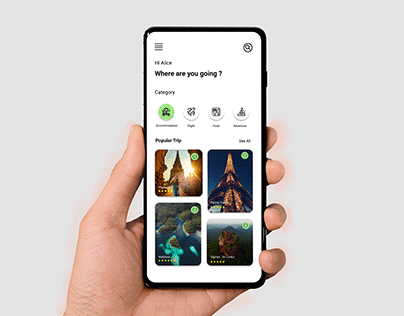 Hi Alice
Where are you going ?
Category
Accommodation Flight Food Adventure
Popular Trip See All
Paris, France
Sigiriya, Sri Lanka